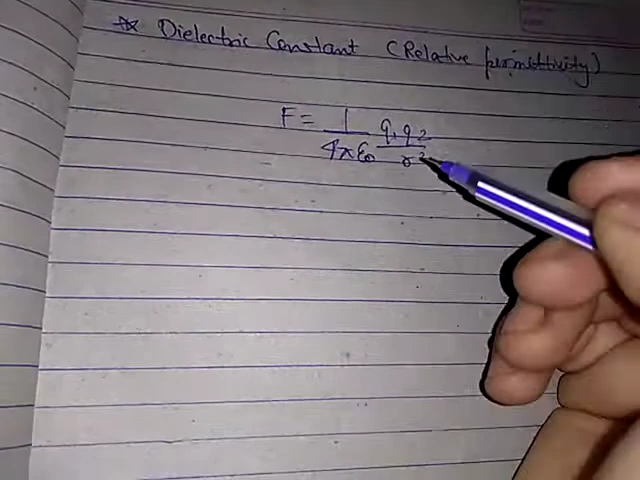 * Dielectric Constant (Relative permittivity)
F = 1/4πε₀ q₁q₂/r²